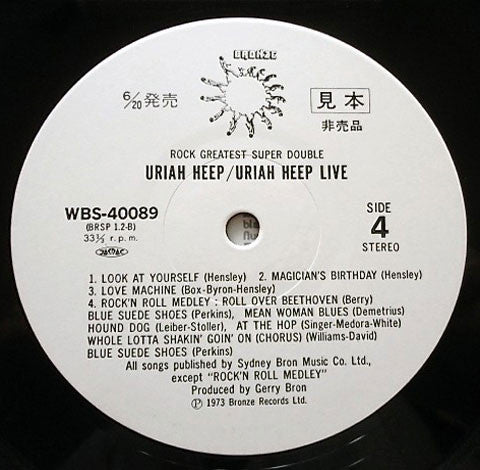 BRONZE
6/20発売
見本
非売品
ROCK GREATEST SUPER DOUBLE
URIAH HEEP/URIAH HEEP LIVE
WBS-40089
(BRSP 1.2-B)
33⅓ r.p.m.
JASRAC
SIDE
4
STEREO
1. LOOK AT YOURSELF (Hensley) 2. MAGICIAN'S BIRTHDAY (Hensley)
3. LOVE MACHINE (Box-Byron-Hensley)
4. ROCK'N ROLL MEDLEY : ROLL OVER BEETHOVEN (Berry)
BLUE SUEDE SHOES (Perkins), MEAN WOMAN BLUES (Demetrius)
HOUND DOG (Leiber-Stoller), AT THE HOP (Singer-Medora-White)
WHOLE LOTTA SHAKIN' GOIN' ON (CHORUS) (Williams-David)
BLUE SUEDE SHOES (Perkins)
All songs published by Sydney Bron Music Co. Ltd.,
except "ROCK'N ROLL MEDLEY"
Produced by Gerry Bron
Ⓟ 1973 Bronze Records Ltd.